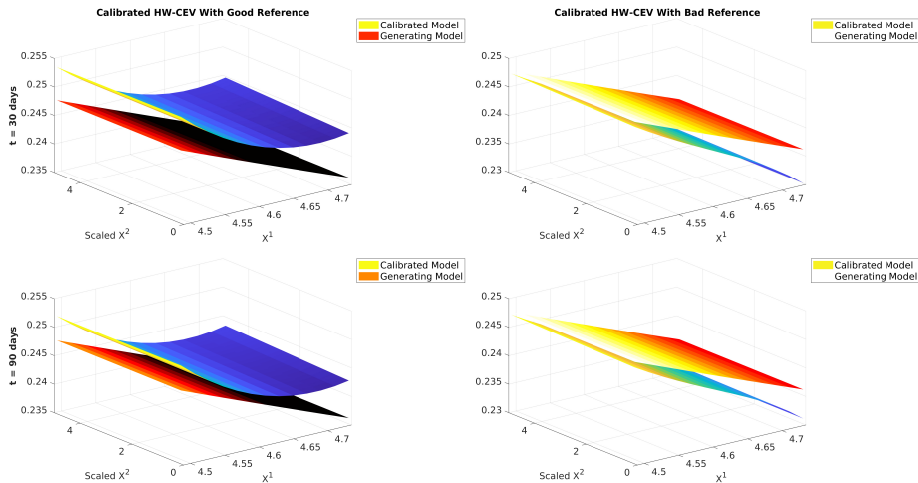 Calibrated HW-CEV With Good Reference
Calibrated Model
Generating Model
0.255
0.25
0.245
0.24
0.235
t = 30 days
4
2
0
Scaled X²
4.5
4.55
4.6
4.65
4.7
X¹
Calibrated HW-CEV With Bad Reference
Calibrated Model
Generating Model
0.25
0.245
0.24
0.235
0.23
4
2
0
Scaled X²
4.5
4.55
4.6
4.65
4.7
X¹
Calibrated Model
Generating Model
0.255
0.25
0.245
0.24
0.235
t = 90 days
4
2
0
Scaled X²
4.5
4.55
4.6
4.65
4.7
X¹
Calibrated Model
Generating Model
0.25
0.245
0.24
0.235
0.23
4
2
0
Scaled X²
4.5
4.55
4.6
4.65
4.7
X¹